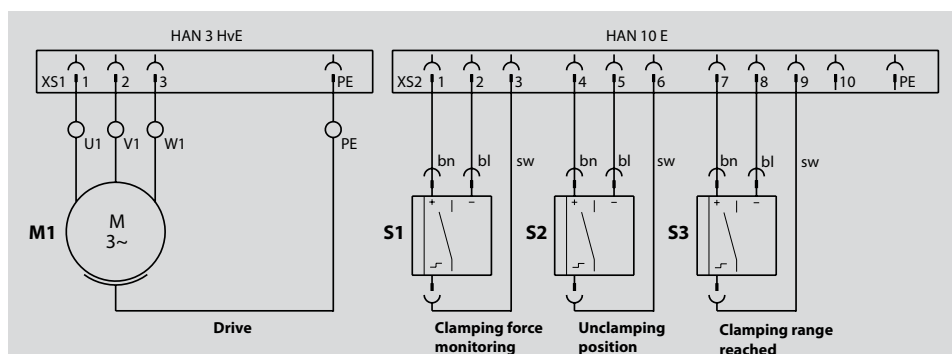 HAN 3 HvE HAN 10 E
XS1 1 2 3 PE XS2 1 2 3 4 5 6 7 8 9 10 PE
U1 V1 W1 PE
bn bl sw bn bl sw bn bl sw
+ − + − + −
M1 M S1 S2 S3
3~
Drive Clamping force Unclamping Clamping range
monitoring position reached